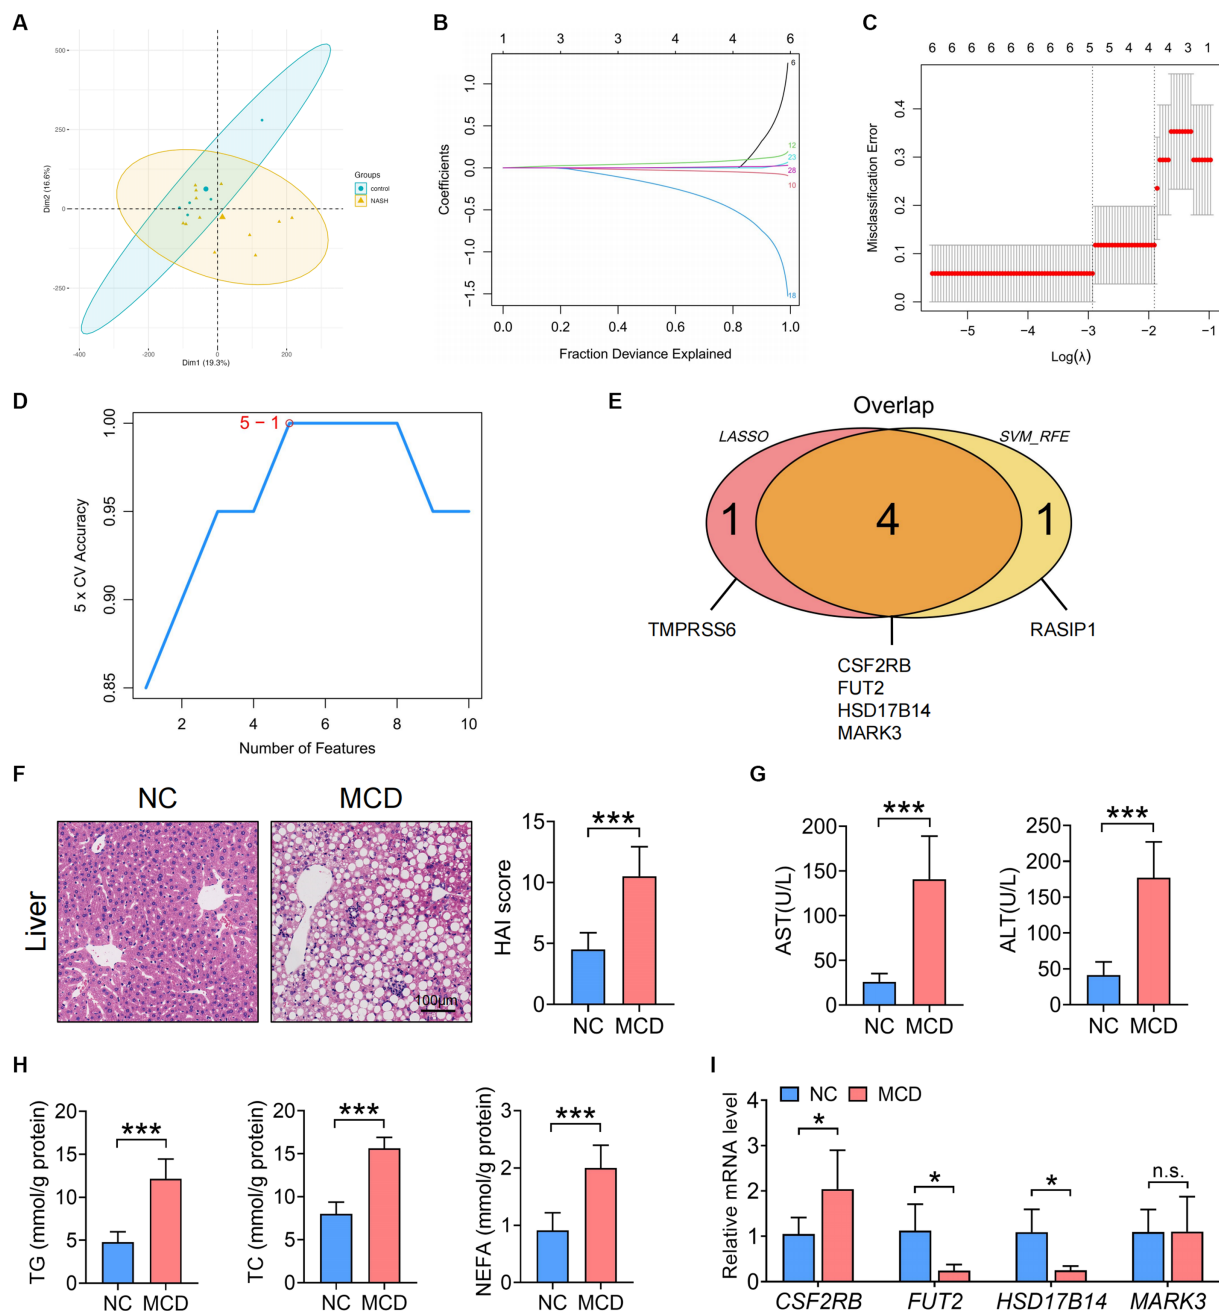 A
500
250
0
-250
-400
-200
0
200
Dim2 (16.6%)
Dim1 (19.3%)
Groups
control
NASH
B
1 3 3 4 4 6
1.0
0.5
0.0
−0.5
−1.0
−1.5
Coefficients
6
12
23
28
10
18
0.0 0.2 0.4 0.6 0.8 1.0
Fraction Deviance Explained
C
6 6 6 6 6 6 6 6 5 5 4 4 4 3 1
0.4
0.3
0.2
0.1
0.0
Misclassification Error
−5 −4 −3 −2 −1
Log(λ)
D
5 − 1
1.00
0.95
0.90
0.85
5 x CV Accuracy
2 4 6 8 10
Number of Features
E
Overlap
LASSO
SVM_RFE
1
4
1
TMPRSS6
RASIP1
CSF2RB
FUT2
HSD17B14
MARK3
F
NC
MCD
Liver
100μm
***
15
10
5
0
HAI score
NC MCD
G
***
200
150
100
50
0
AST(U/L)
NC MCD
***
250
200
150
100
50
0
ALT(U/L)
NC MCD
H
***
20
15
10
5
0
TG (mmol/g protein)
NC MCD
***
20
15
10
5
0
TC (mmol/g protein)
NC MCD
***
3
2
1
0
NEFA (mmol/g protein)
NC MCD
I
NC MCD
4
3
2
1
0
Relative mRNA level
*
*
*
n.s.
CSF2RB FUT2 HSD17B14 MARK3